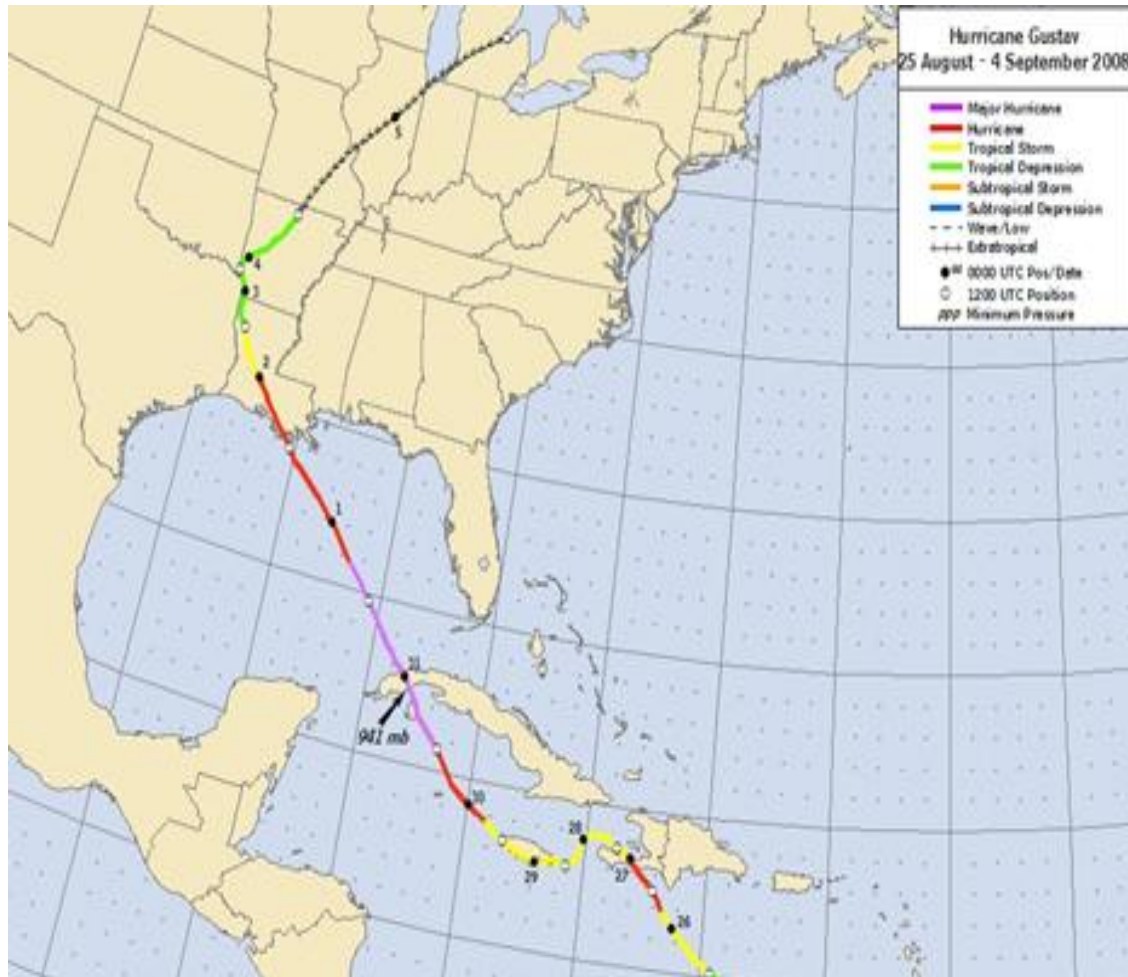 Hurricane Gustav
25 August - 4 September 2008
Major Hurricane
Hurricane
Tropical Storm
Tropical Depression
Subtropical Storm
Subtropical Depression
Wave/Low
Extratropical
00 0000 UTC Pos/Date
1200 UTC Position
PPP Minimum Pressure
5
4
3
2
1
31
941 mb
30
29
28
27
26